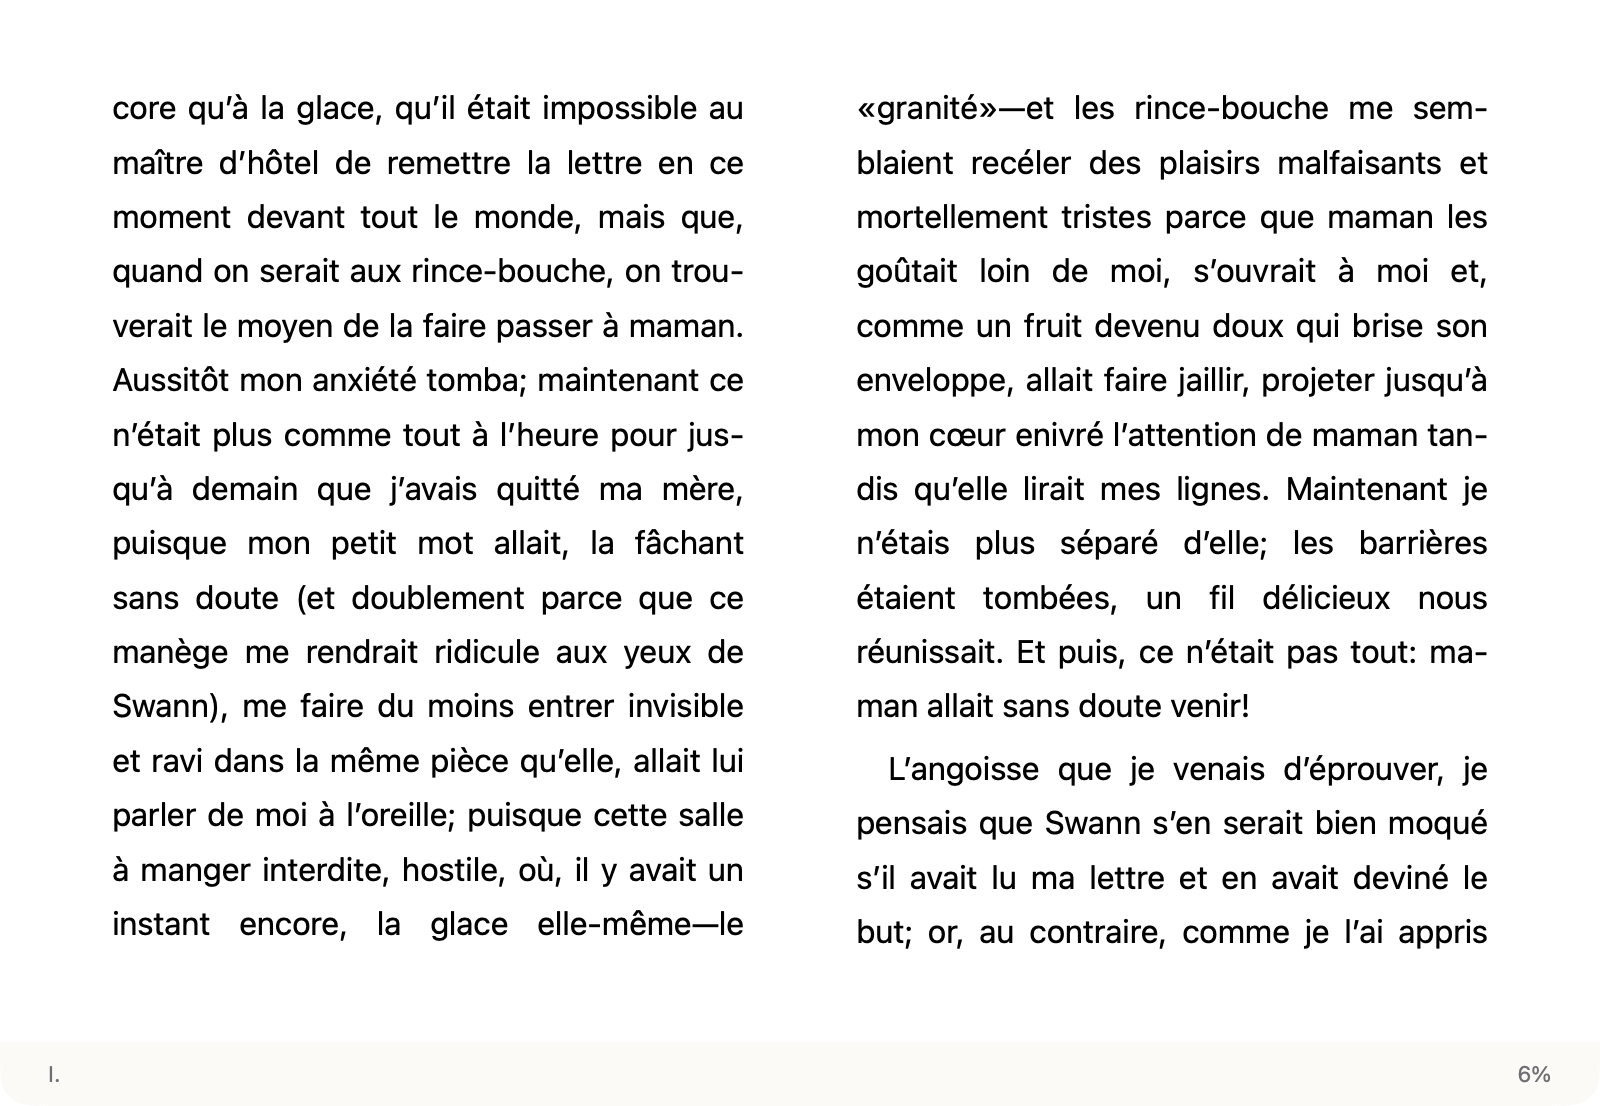 core qu’à la glace, qu’il était impossible au
maître d’hôtel de remettre la lettre en ce
moment devant tout le monde, mais que,
quand on serait aux rince-bouche, on trou-
verait le moyen de la faire passer à maman.
Aussitôt mon anxiété tomba; maintenant ce
n’était plus comme tout à l’heure pour jus-
qu’à demain que j’avais quitté ma mère,
puisque mon petit mot allait, la fâchant
sans doute (et doublement parce que ce
manège me rendrait ridicule aux yeux de
Swann), me faire du moins entrer invisible
et ravi dans la même pièce qu’elle, allait lui
parler de moi à l’oreille; puisque cette salle
à manger interdite, hostile, où, il y avait un
instant encore, la glace elle-même—le
«granité»—et les rince-bouche me sem-
blaient recéler des plaisirs malfaisants et
mortellement tristes parce que maman les
goûtait loin de moi, s’ouvrait à moi et,
comme un fruit devenu doux qui brise son
enveloppe, allait faire jaillir, projeter jusqu’à
mon cœur enivré l’attention de maman tan-
dis qu’elle lirait mes lignes. Maintenant je
n’étais plus séparé d’elle; les barrières
étaient tombées, un fil délicieux nous
réunissait. Et puis, ce n’était pas tout: ma-
man allait sans doute venir!
L’angoisse que je venais d’éprouver, je
pensais que Swann s’en serait bien moqué
s’il avait lu ma lettre et en avait deviné le
but; or, au contraire, comme je l’ai appris
I.
6%